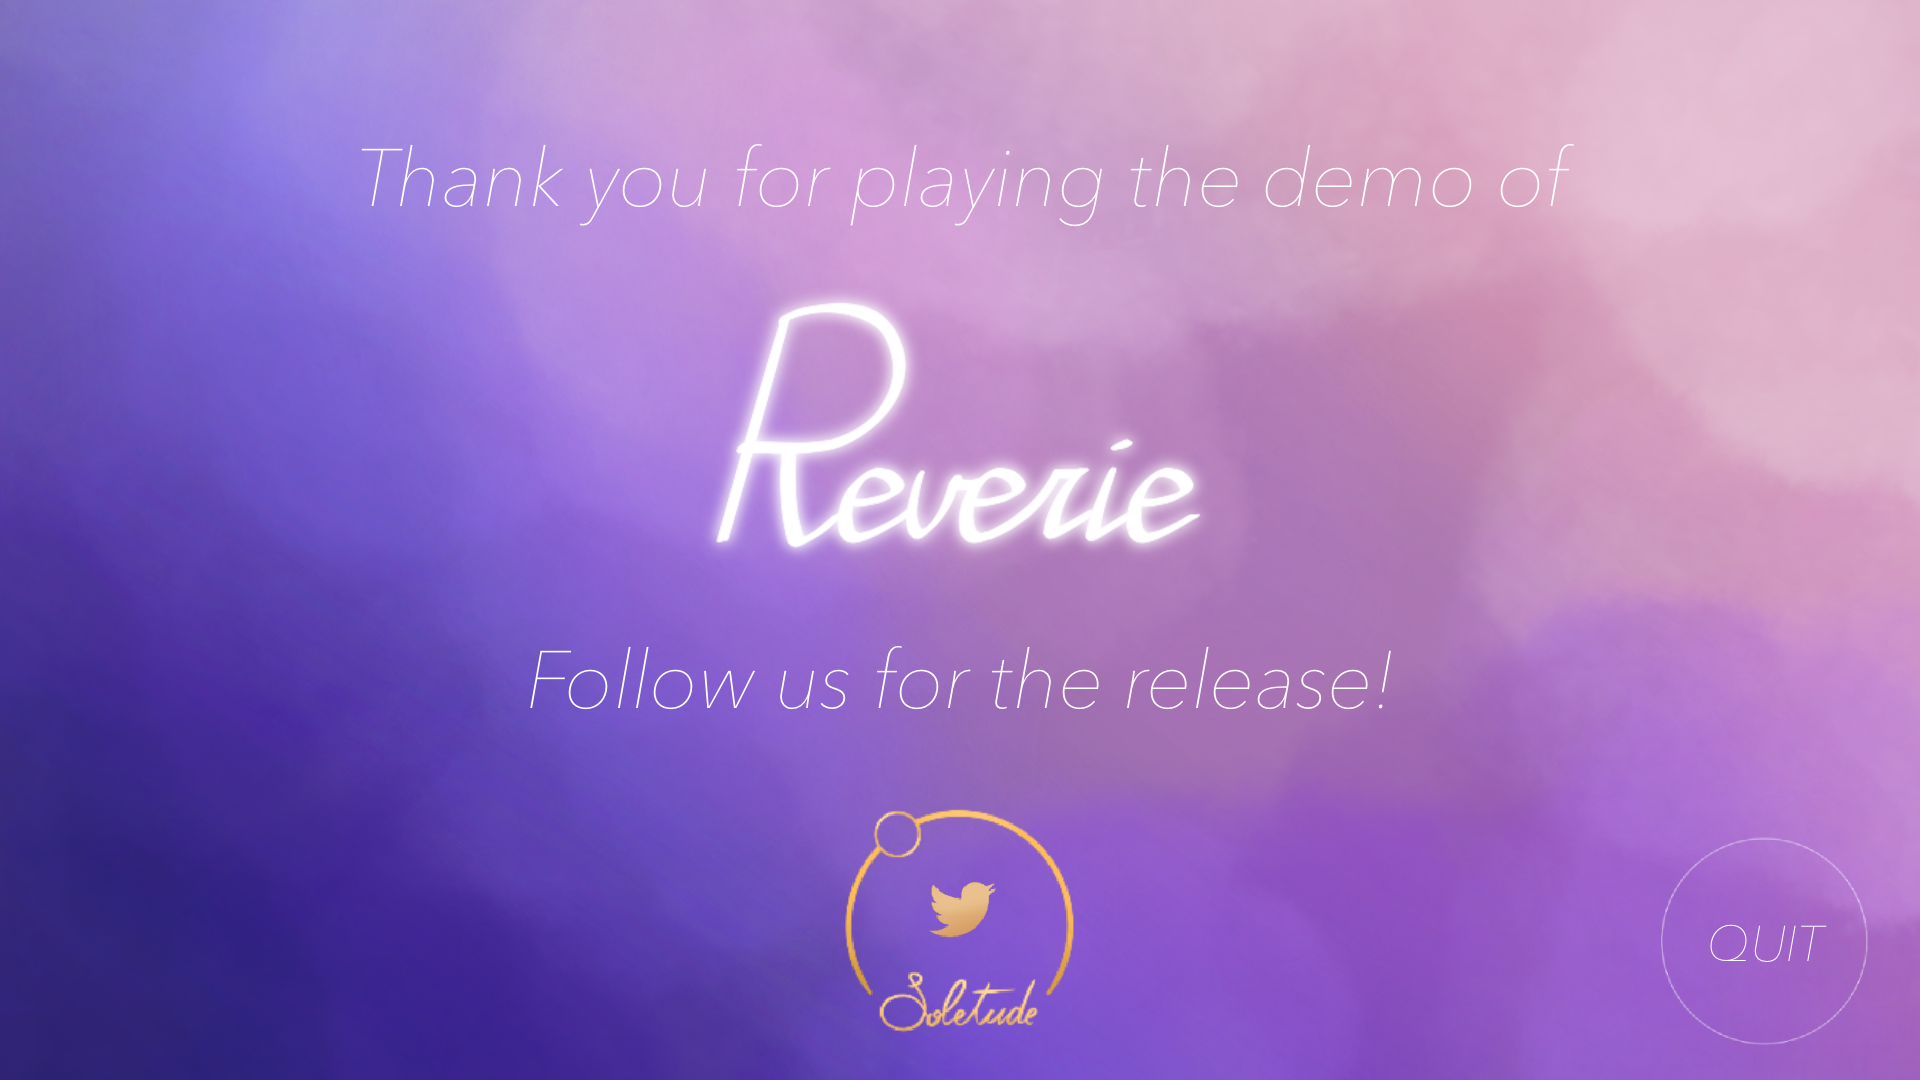 Thank you for playing the demo of
Reverie
Follow us for the release!
Soletude
QUIT